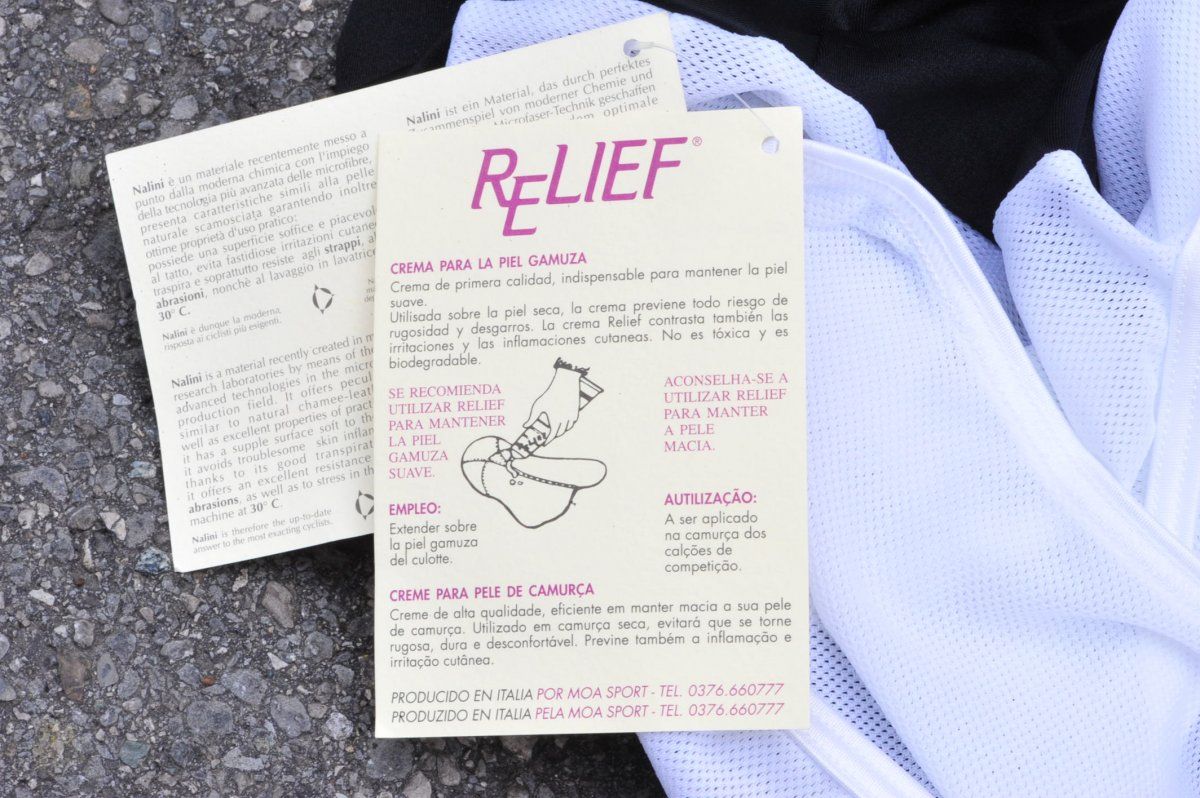 Nalini ist ein Material, das durch perfektes
Zusammenspiel von moderner Chemie und
Microfaser-Technik geschaffen
optimale
Nalini è un materiale recentemente messo a
punto dalla moderna chimica con l'impiego
della tecnologia più avanzata delle microfibre,
presenta caratteristiche simili alla pelle
naturale scamosciata garantendo inoltre
ottime proprietà d'uso pratico:
possiede una superficie soffice e piacevol
al tatto, evita fastidiose irritazioni cutane
traspira e soprattutto resiste agli strappi, a
abrasioni, nonchè al lavaggio in lavatrice
30° C.
Nalini è dunque la moderna
risposta ai ciclisti più esigenti.
Nalini is a material recently created in m
research laboratories by means of the
advanced technologies in the micro
production field. It offers pecul
similar to natural chamee-leat
well as excellent properties of pract
it has a supple surface soft to the
it avoids troublesome skin inflam
thanks to its good transpirat
it offers an excellent resistance
abrasions, as well as to stress in th
machine at 30° C.
Nalini is therefore the up-to-date
answer to the most exacting cyclists.
RELIEF®
CREMA PARA LA PIEL GAMUZA
Crema de primera calidad, indispensable para mantener la piel
suave.
Utilisada sobre la piel seca, la crema previene todo riesgo de
rugosidad y desgarros. La crema Relief contrasta también las
irritaciones y las inflamaciones cutaneas. No es tóxica y es
biodegradable.
SE RECOMIENDA
UTILIZAR RELIEF
PARA MANTENER
LA PIEL
GAMUZA
SUAVE.
ACONSELHA-SE A
UTILIZAR RELIEF
PARA MANTER
A PELE
MACIA.
EMPLEO:
Extender sobre
la piel gamuza
del culotte.
AUTILIZAÇÃO:
A ser aplicado
na camurça dos
calções de
competição.
CREME PARA PELE DE CAMURÇA
Creme de alta qualidade, eficiente em manter macia a sua pele
de camurça. Utilizado em camurça seca, evitará que se torne
rugosa, dura e desconfortável. Previne também a inflamação e
irritação cutânea.
PRODUCIDO EN ITALIA POR MOA SPORT - TEL. 0376.660777
PRODUZIDO EN ITALIA PELA MOA SPORT - TEL. 0376.660777